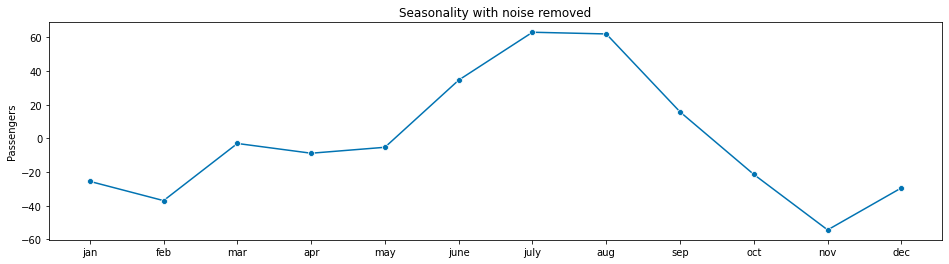 Seasonality with noise removed
Passengers
60
40
20
0
−20
−40
−60
jan feb mar apr may june july aug sep oct nov dec